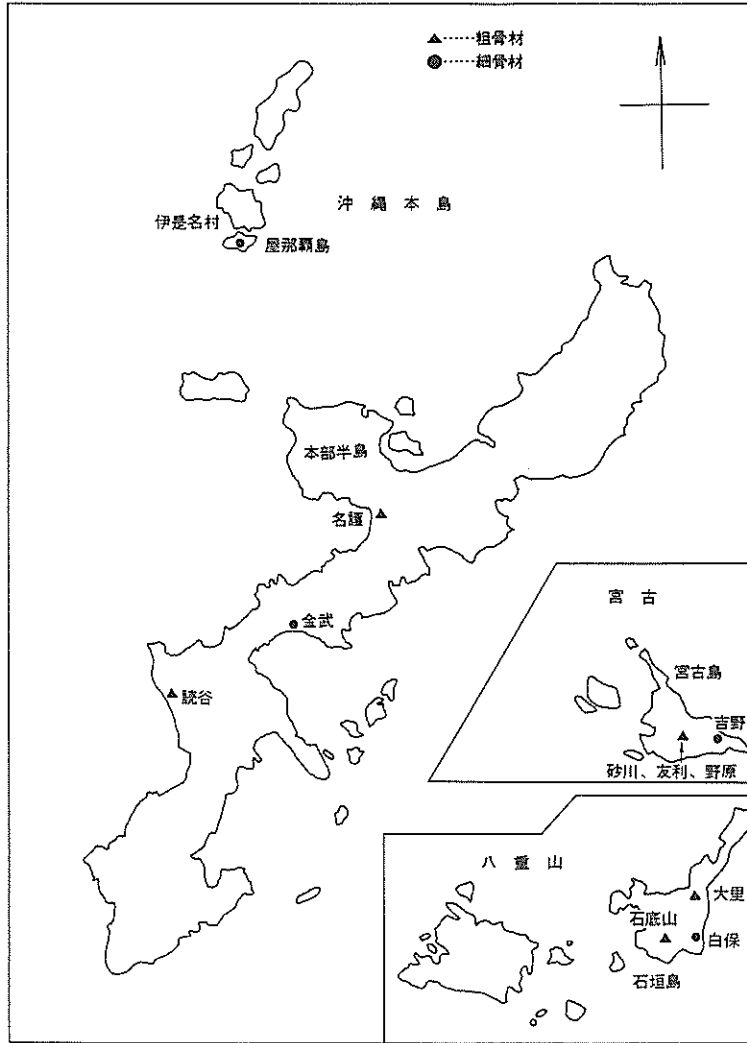 ▲‥‥‥粗骨材
●‥‥‥細骨材
沖縄本島
伊是名村
屋那覇島
本部半島
名護
金武
読谷
宮古
宮古島
吉野
砂川、友利、野原
八重山
大里
石底山
白保
石垣島